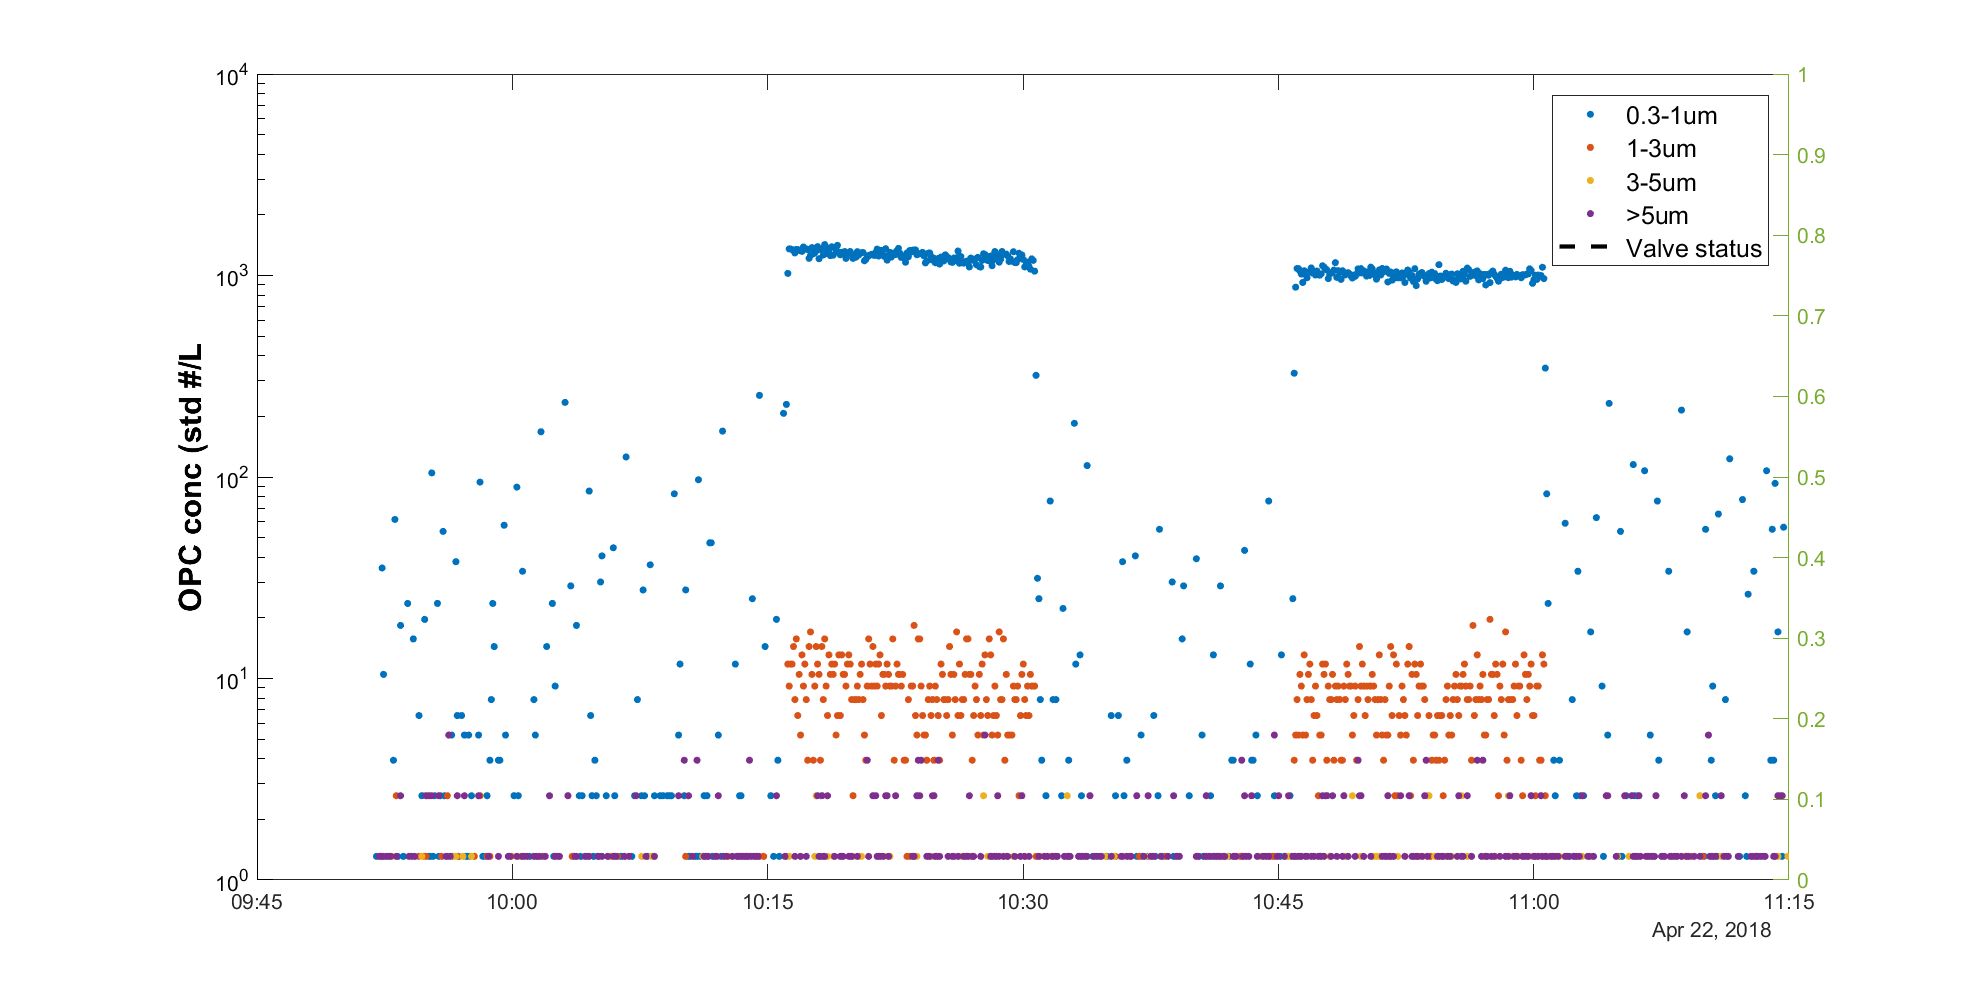 10^4
10^3
10^2
10^1
10^0
OPC conc (std #/L
1
0.9
0.8
0.7
0.6
0.5
0.4
0.3
0.2
0.1
0
0.3-1um
1-3um
3-5um
>5um
Valve status
09:45 10:00 10:15 10:30 10:45 11:00 11:15
Apr 22, 2018